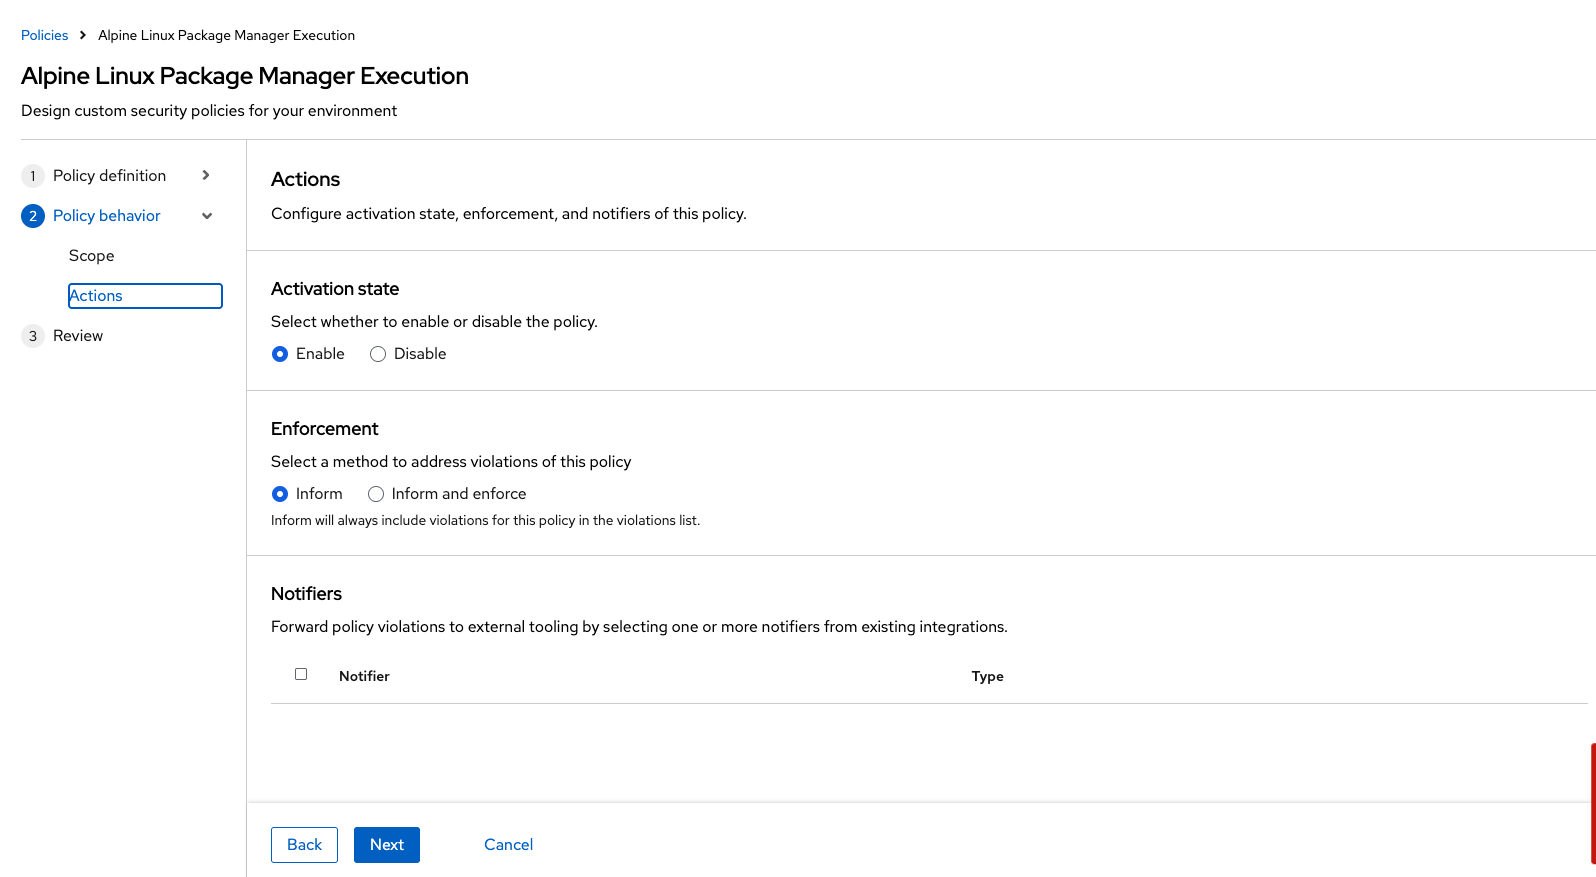 Policies > Alpine Linux Package Manager Execution
Alpine Linux Package Manager Execution
Design custom security policies for your environment
1 Policy definition
2 Policy behavior
Scope
Actions
3 Review
Actions
Configure activation state, enforcement, and notifiers of this policy.
Activation state
Select whether to enable or disable the policy.
Enable Disable
Enforcement
Select a method to address violations of this policy
Inform Inform and enforce
Inform will always include violations for this policy in the violations list.
Notifiers
Forward policy violations to external tooling by selecting one or more notifiers from existing integrations.
Notifier Type
Back Next Cancel